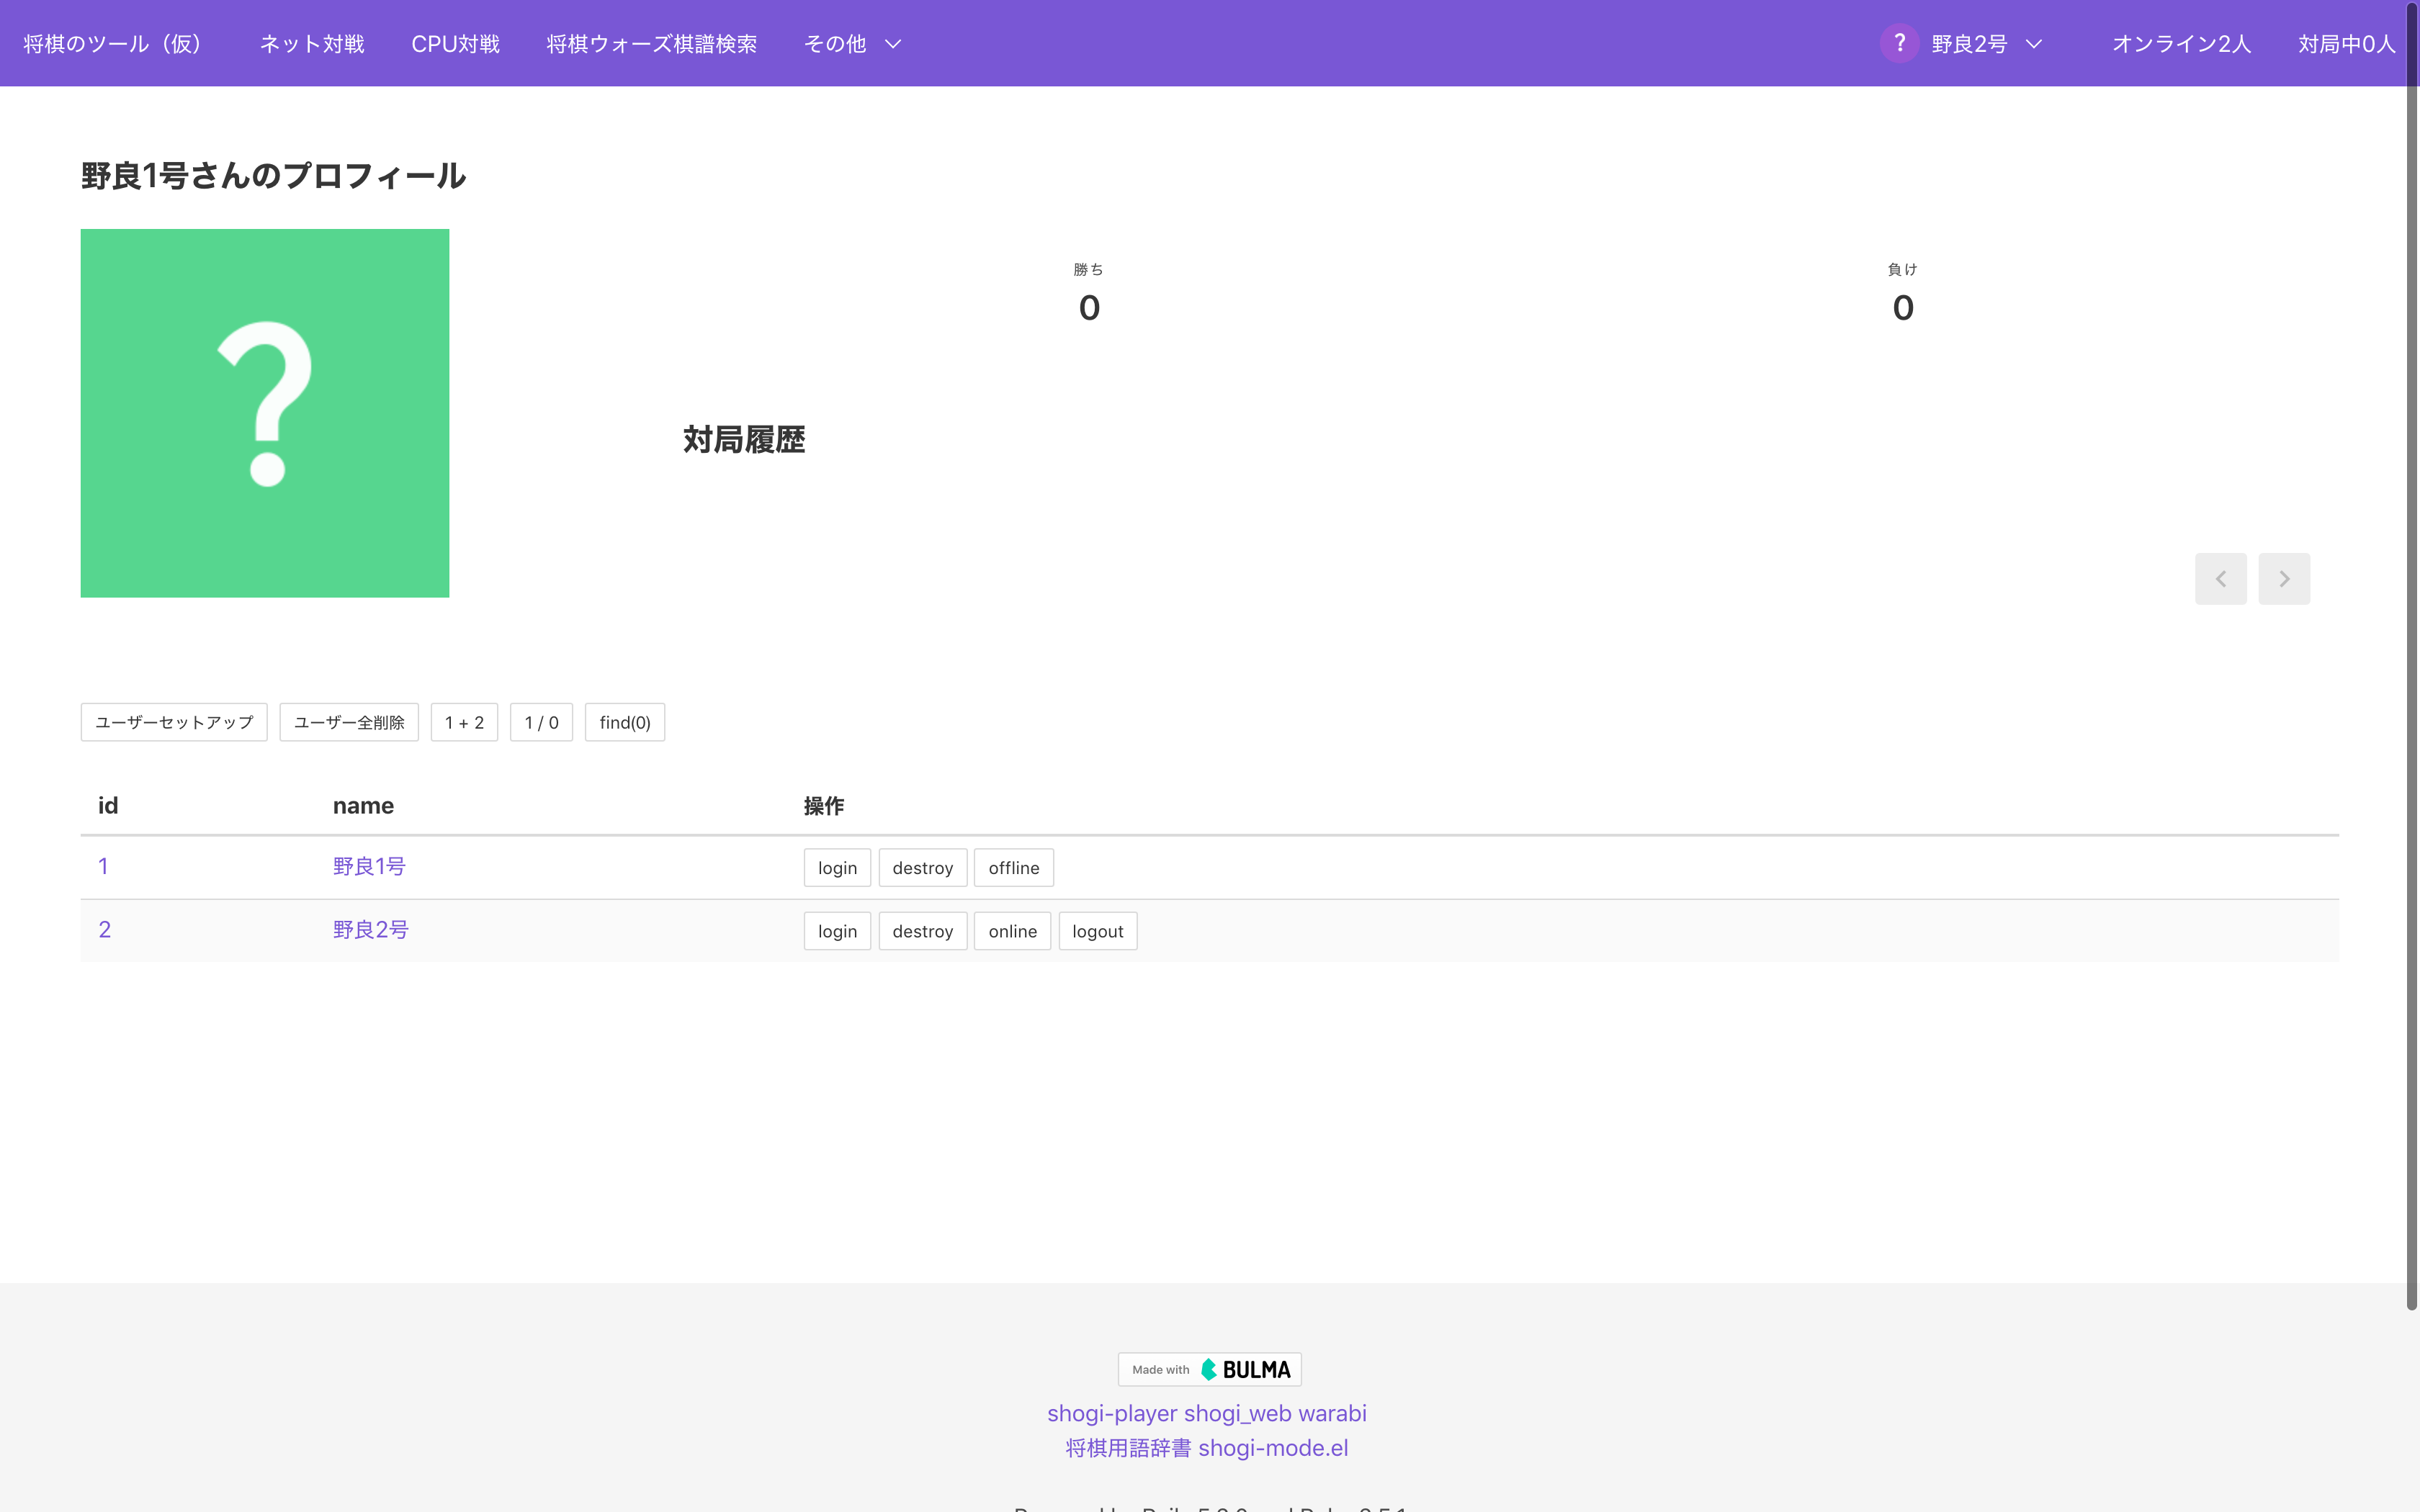 将棋のツール（仮） ネット対戦 CPU対戦 将棋ウォーズ棋譜検索 その他 ? 野良2号 オンライン2人 対局中0人
野良1号さんのプロフィール
?
勝ち 負け
0 0
対局履歴
ユーザーセットアップ ユーザー全削除 1 + 2 1 / 0 find(0)
id name 操作
1 野良1号 login destroy offline
2 野良2号 login destroy online logout
Made with BULMA
shogi-player shogi_web warabi
将棋用語辞書 shogi-mode.el